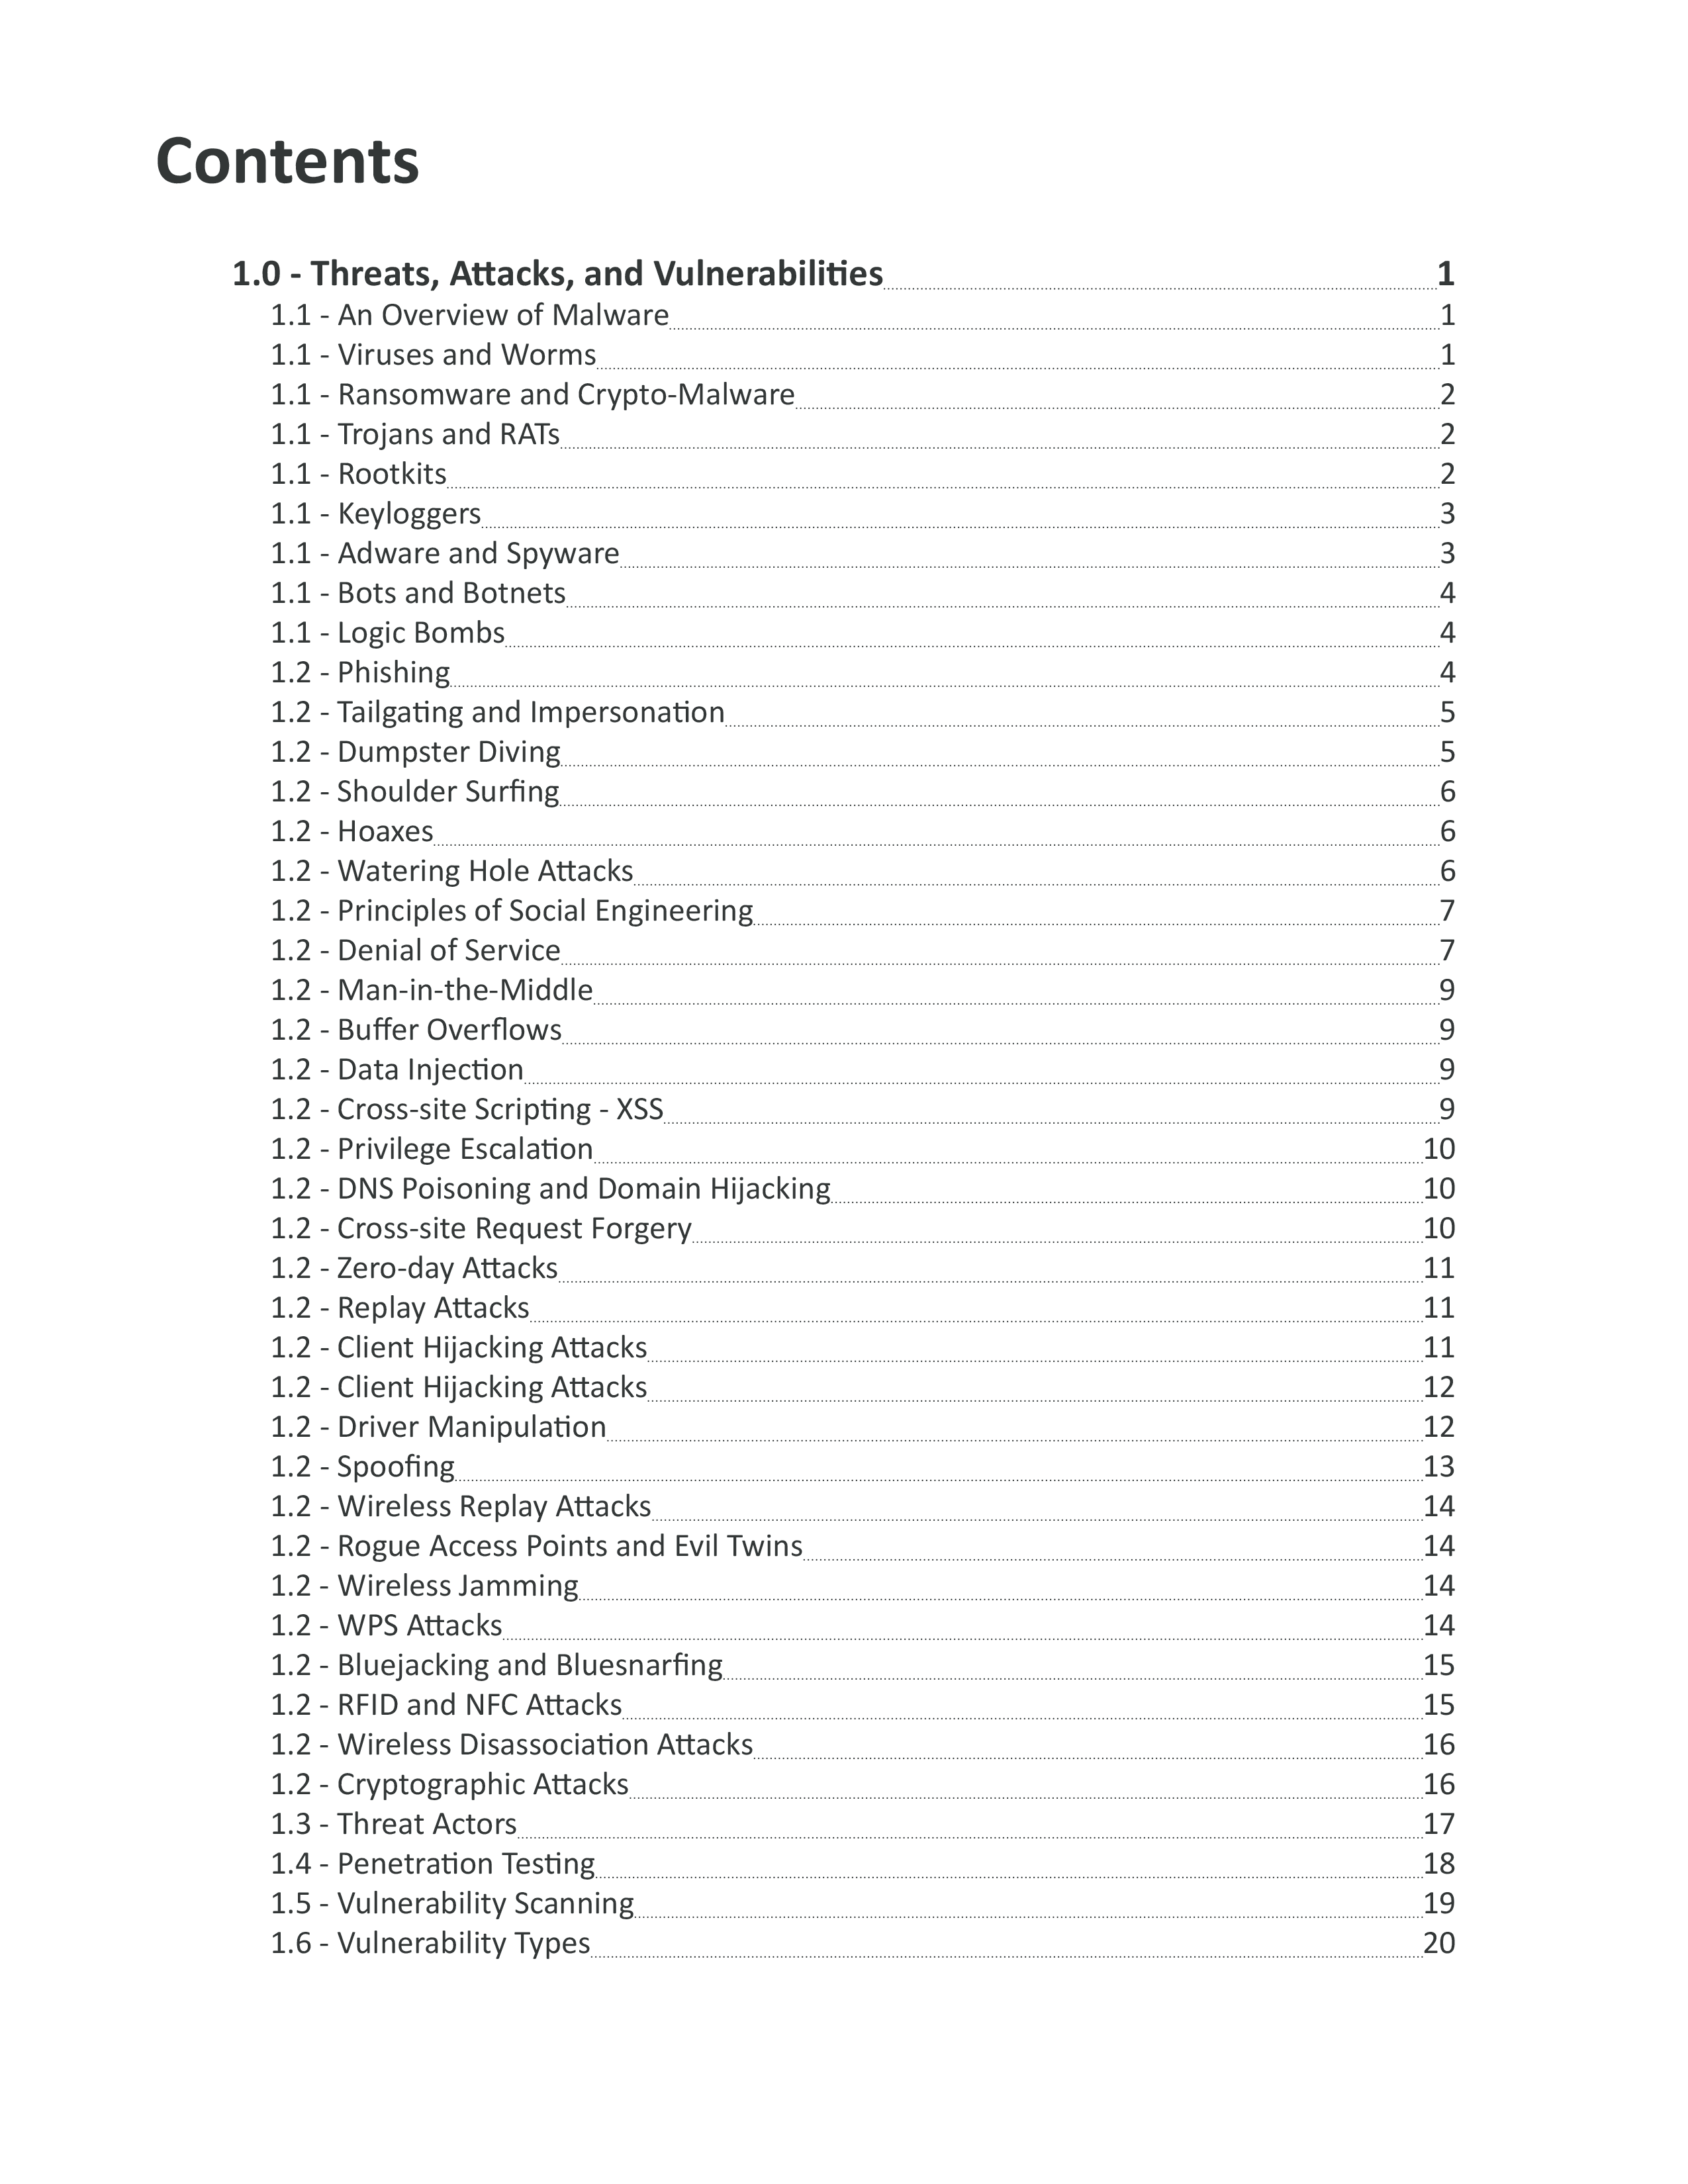 Contents
1.0 - Threats, Attacks, and Vulnerabilities 1
1.1 - An Overview of Malware 1
1.1 - Viruses and Worms 1
1.1 - Ransomware and Crypto-Malware 2
1.1 - Trojans and RATs 2
1.1 - Rootkits 2
1.1 - Keyloggers 3
1.1 - Adware and Spyware 3
1.1 - Bots and Botnets 4
1.1 - Logic Bombs 4
1.2 - Phishing 4
1.2 - Tailgating and Impersonation 5
1.2 - Dumpster Diving 5
1.2 - Shoulder Surfing 6
1.2 - Hoaxes 6
1.2 - Watering Hole Attacks 6
1.2 - Principles of Social Engineering 7
1.2 - Denial of Service 7
1.2 - Man-in-the-Middle 9
1.2 - Buffer Overflows 9
1.2 - Data Injection 9
1.2 - Cross-site Scripting - XSS 9
1.2 - Privilege Escalation 10
1.2 - DNS Poisoning and Domain Hijacking 10
1.2 - Cross-site Request Forgery 10
1.2 - Zero-day Attacks 11
1.2 - Replay Attacks 11
1.2 - Client Hijacking Attacks 11
1.2 - Client Hijacking Attacks 12
1.2 - Driver Manipulation 12
1.2 - Spoofing 13
1.2 - Wireless Replay Attacks 14
1.2 - Rogue Access Points and Evil Twins 14
1.2 - Wireless Jamming 14
1.2 - WPS Attacks 14
1.2 - Bluejacking and Bluesnarfing 15
1.2 - RFID and NFC Attacks 15
1.2 - Wireless Disassociation Attacks 16
1.2 - Cryptographic Attacks 16
1.3 - Threat Actors 17
1.4 - Penetration Testing 18
1.5 - Vulnerability Scanning 19
1.6 - Vulnerability Types 20